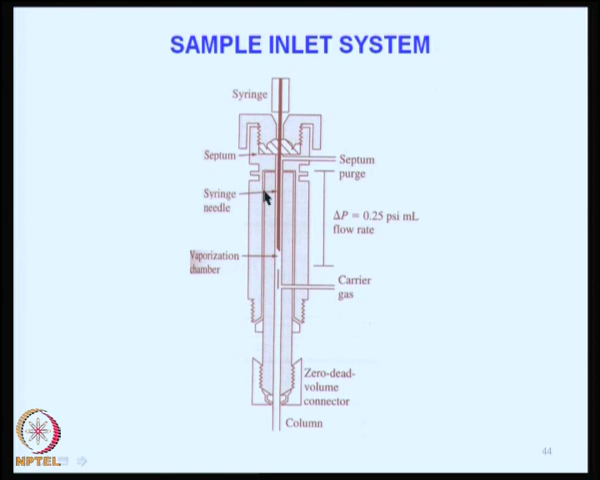 SAMPLE INLET SYSTEM
Syringe
Septum
Septum
purge
Syringe
needle
ΔP = 0.25 psi mL
flow rate
Vaporization
chamber
Carrier
gas
Zero-dead-
volume
connector
Column
NPTEL
44